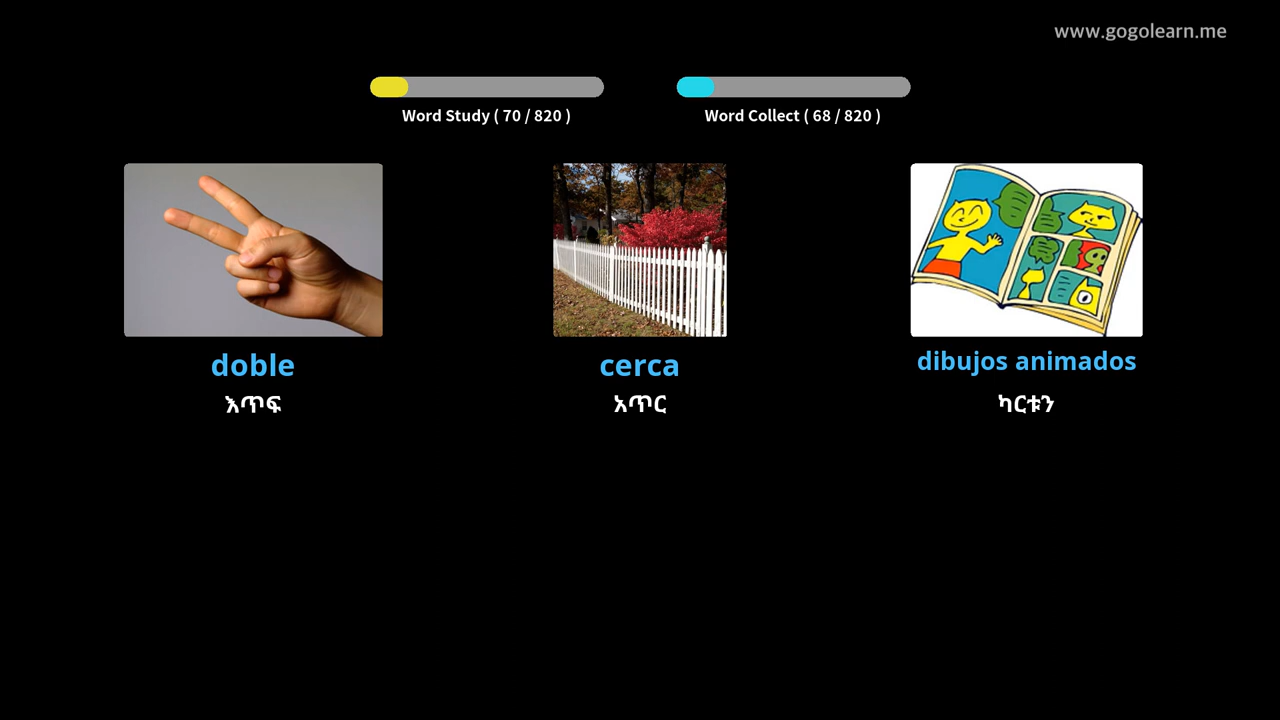 www.gogolearn.me
Word Study ( 70 / 820 )
Word Collect ( 68 / 820 )
doble
እጥፍ
cerca
አጥር
dibujos animados
ካርቱን